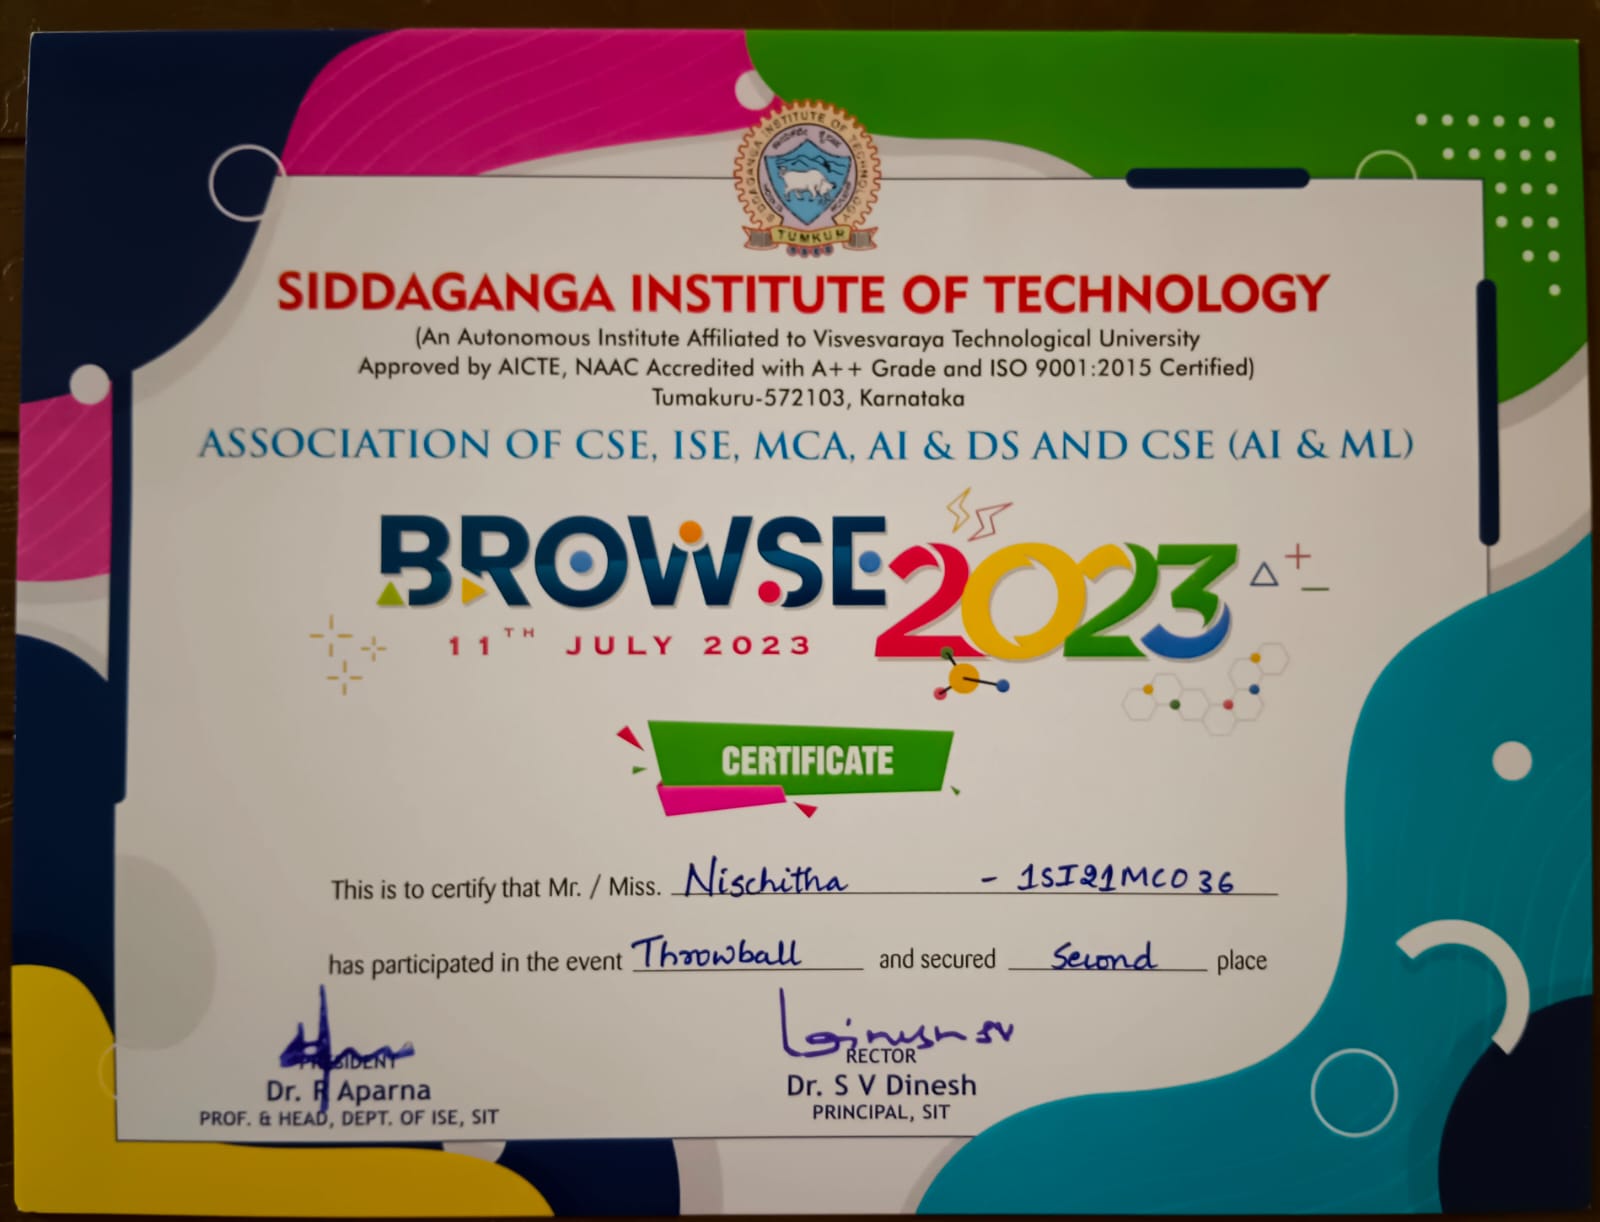 SIDDAGANGA INSTITUTE OF TECHNOLOGY
TUMKUR
SIDDAGANGA INSTITUTE OF TECHNOLOGY
(An Autonomous Institute Affiliated to Visvesvaraya Technological University
Approved by AICTE, NAAC Accredited with A++ Grade and ISO 9001:2015 Certified)
Tumakuru-572103, Karnataka
ASSOCIATION OF CSE, ISE, MCA, AI & DS AND CSE (AI & ML)
BROWSE 2023
11TH JULY 2023
CERTIFICATE
This is to certify that Mr. / Miss. Nischitha - 1SI21MC036
has participated in the event Throwball and secured Second place
PRESIDENT
Dr. R Aparna
PROF. & HEAD, DEPT. OF ISE, SIT
Dinesh SV
RECTOR
Dr. S V Dinesh
PRINCIPAL, SIT